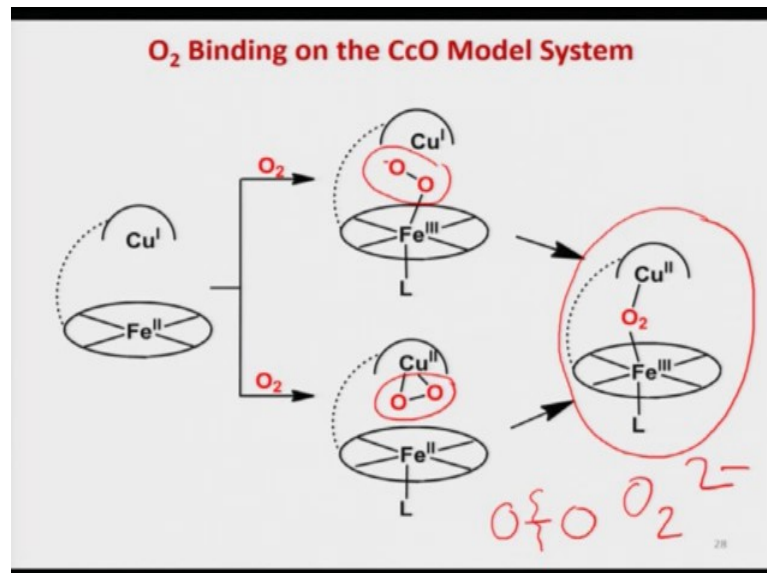 O₂ Binding on the CcO Model System
Cuᴵ
Feᴵᴵ
O₂
Cuᴵ
⁻O
O
Feᴵᴵᴵ
L
O₂
Cuᴵᴵ
O
O
Feᴵᴵ
L
Cuᴵᴵ
O₂
Feᴵᴵᴵ
L
O O O₂ ²⁻
28